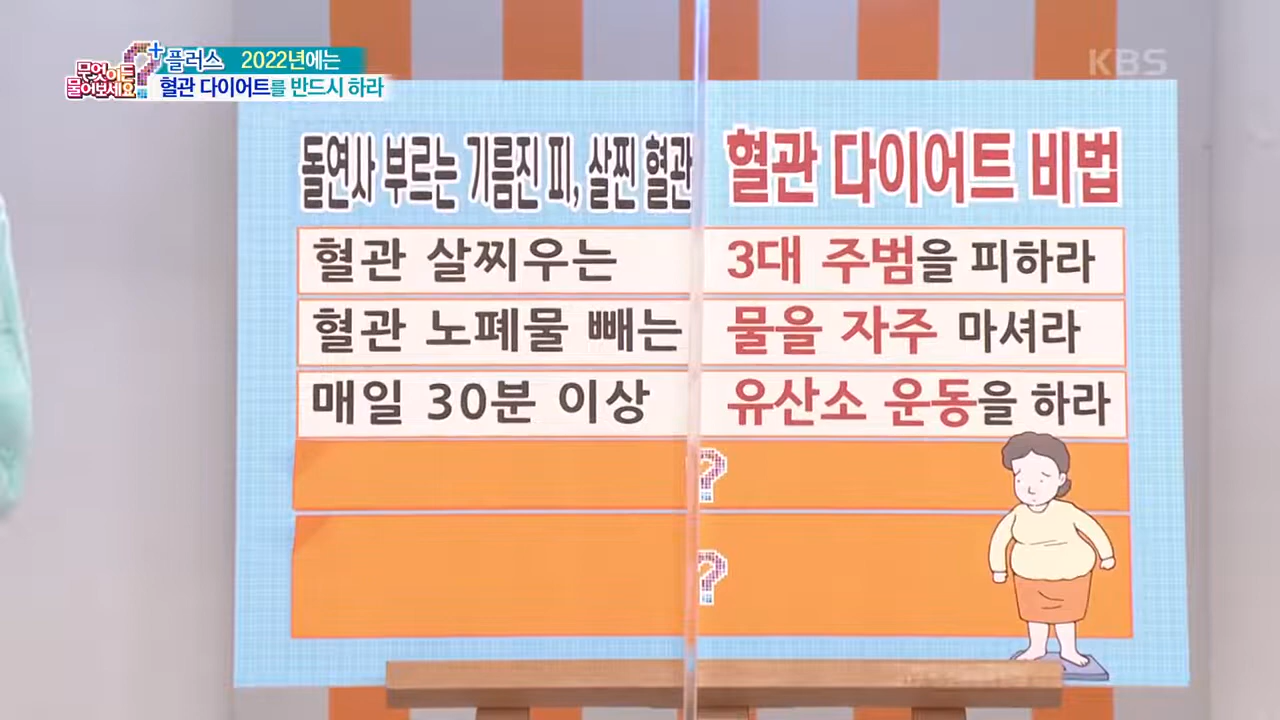 무엇이든 물어보세요
플러스 2022년에는
혈관 다이어트를 반드시 하라
KBS
돌연사 부르는 기름진 피, 살찐 혈관 혈관 다이어트 비법
혈관 살찌우는 3대 주범을 피하라
혈관 노폐물 빼는 물을 자주 마셔라
매일 30분 이상 유산소 운동을 하라
?
?